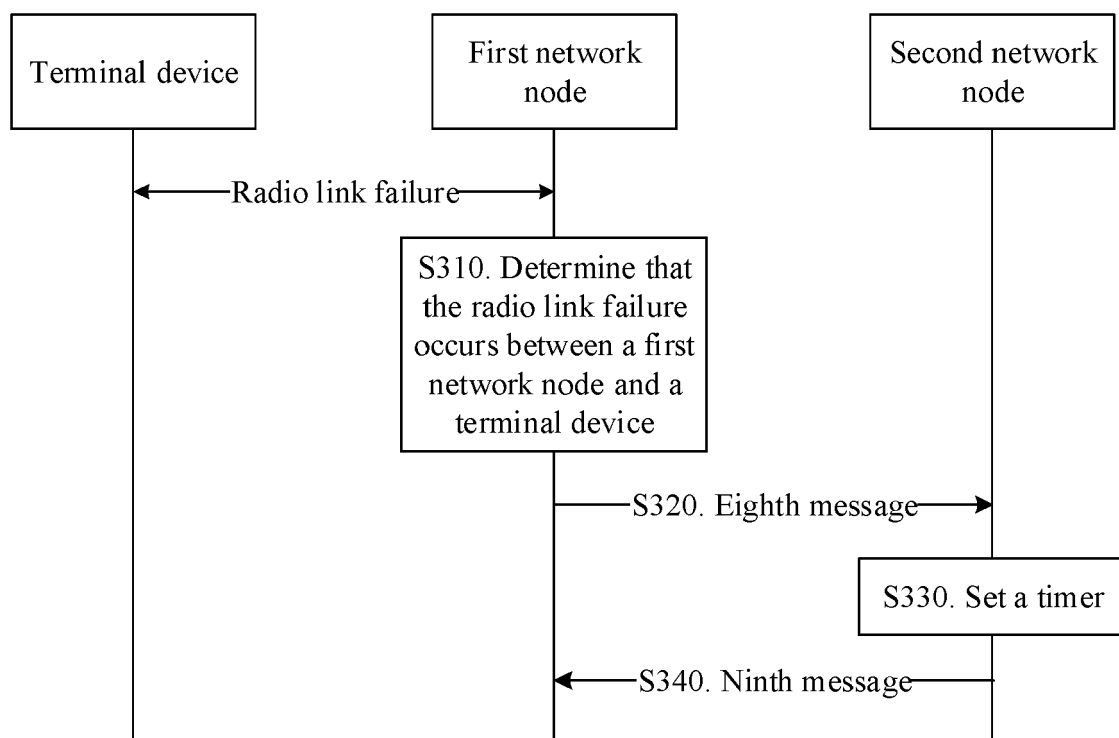 Terminal device
First network
node
Second network
node
Radio link failure
S310. Determine that
the radio link failure
occurs between a first
network node and a
terminal device
S320. Eighth message
S330. Set a timer
S340. Ninth message